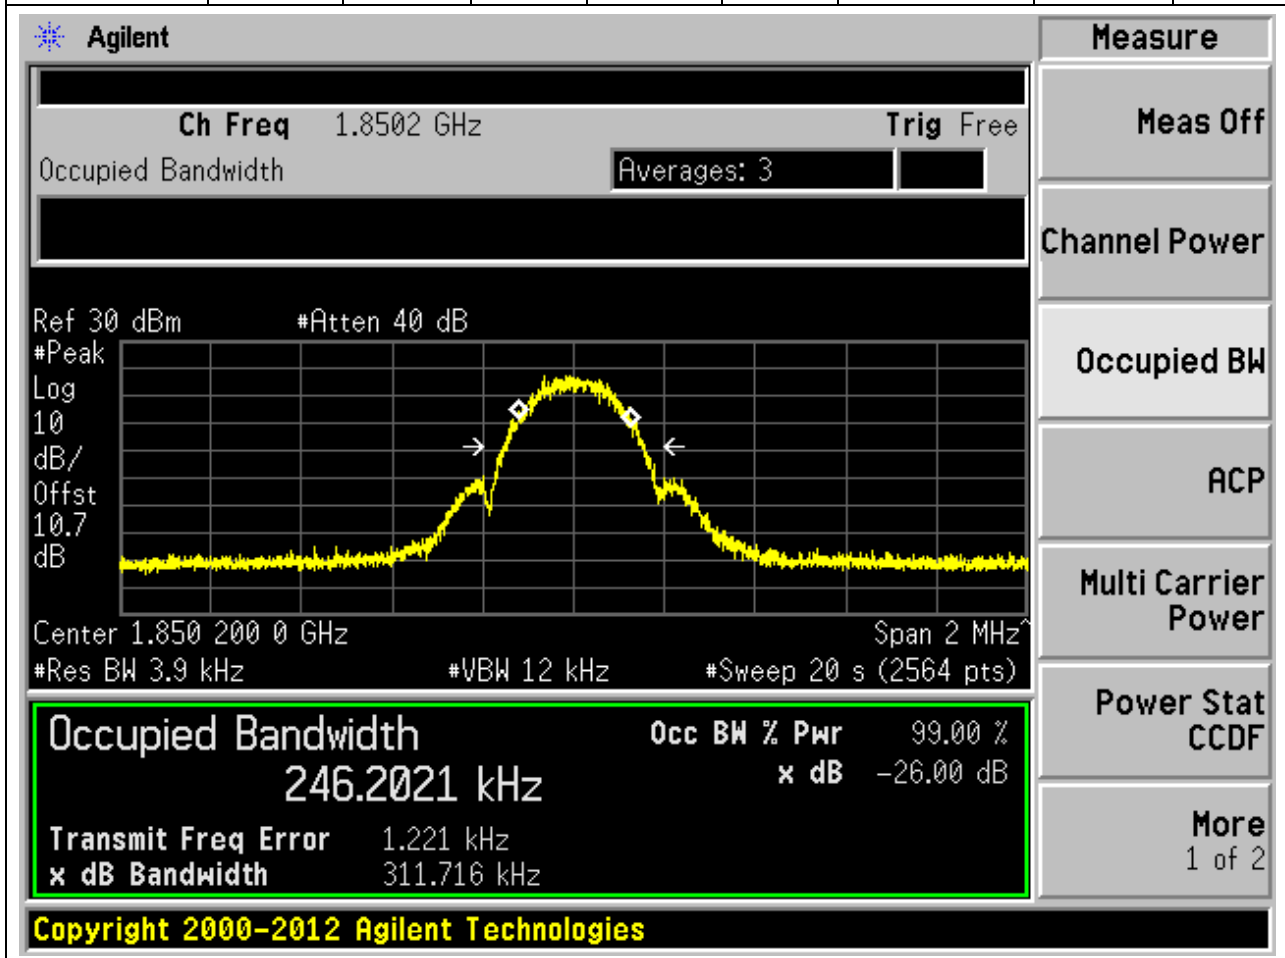 Agilent
Measure
Ch Freq 1.8502 GHz Trig Free
Meas Off
Occupied Bandwidth Averages: 3
Channel Power
Ref 30 dBm #Atten 40 dB
#Peak
Log
10
dB/
Offst
10.7
dB
Occupied BW
ACP
Multi Carrier
Power
Center 1.850 200 0 GHz Span 2 MHz^
#Res BW 3.9 kHz #VBW 12 kHz #Sweep 20 s (2564 pts)
Power Stat
CCDF
Occupied Bandwidth Occ BW % Pwr 99.00 %
246.2021 kHz x dB -26.00 dB
Transmit Freq Error 1.221 kHz
x dB Bandwidth 311.716 kHz
More
1 of 2
Copyright 2000-2012 Agilent Technologies